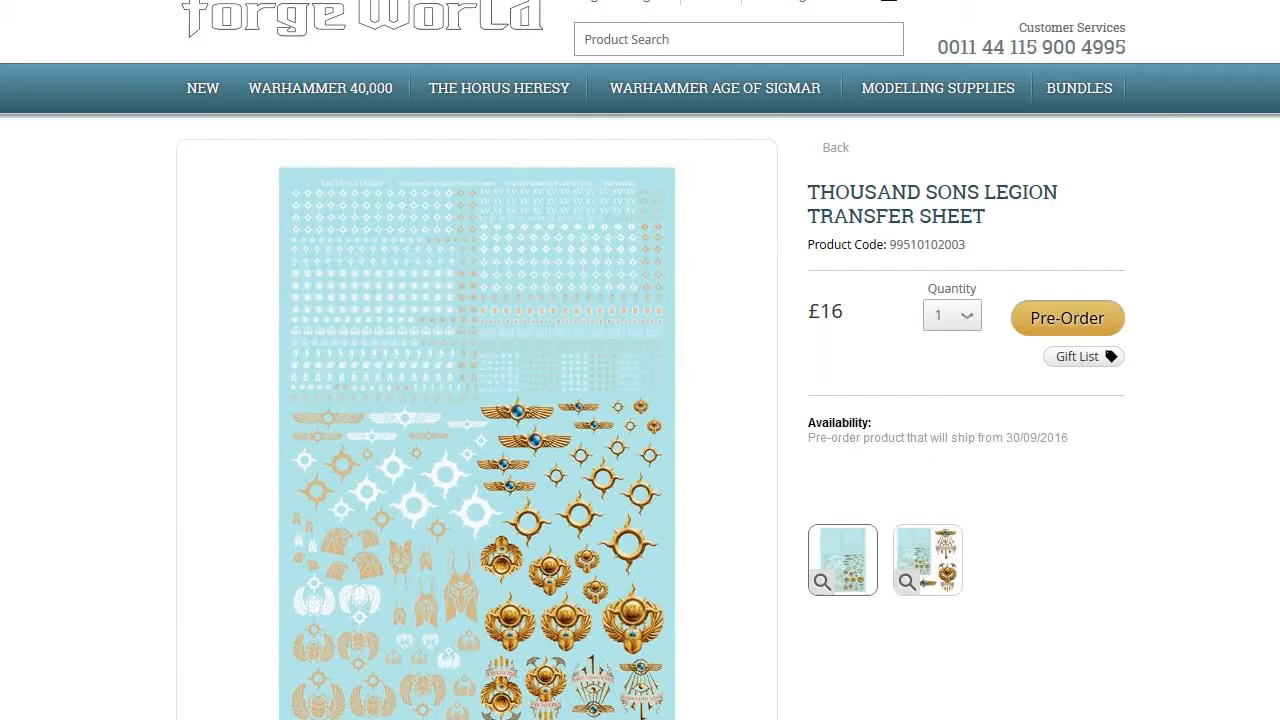 forge World
Product Search
Customer Services
0011 44 115 900 4995
NEW WARHAMMER 40,000 THE HORUS HERESY WARHAMMER AGE OF SIGMAR MODELLING SUPPLIES BUNDLES
Back
THOUSAND SONS LEGION
TRANSFER SHEET
Product Code: 99510102003
Quantity
£16
1
Pre-Order
Gift List
Availability:
Pre-order product that will ship from 30/09/2016